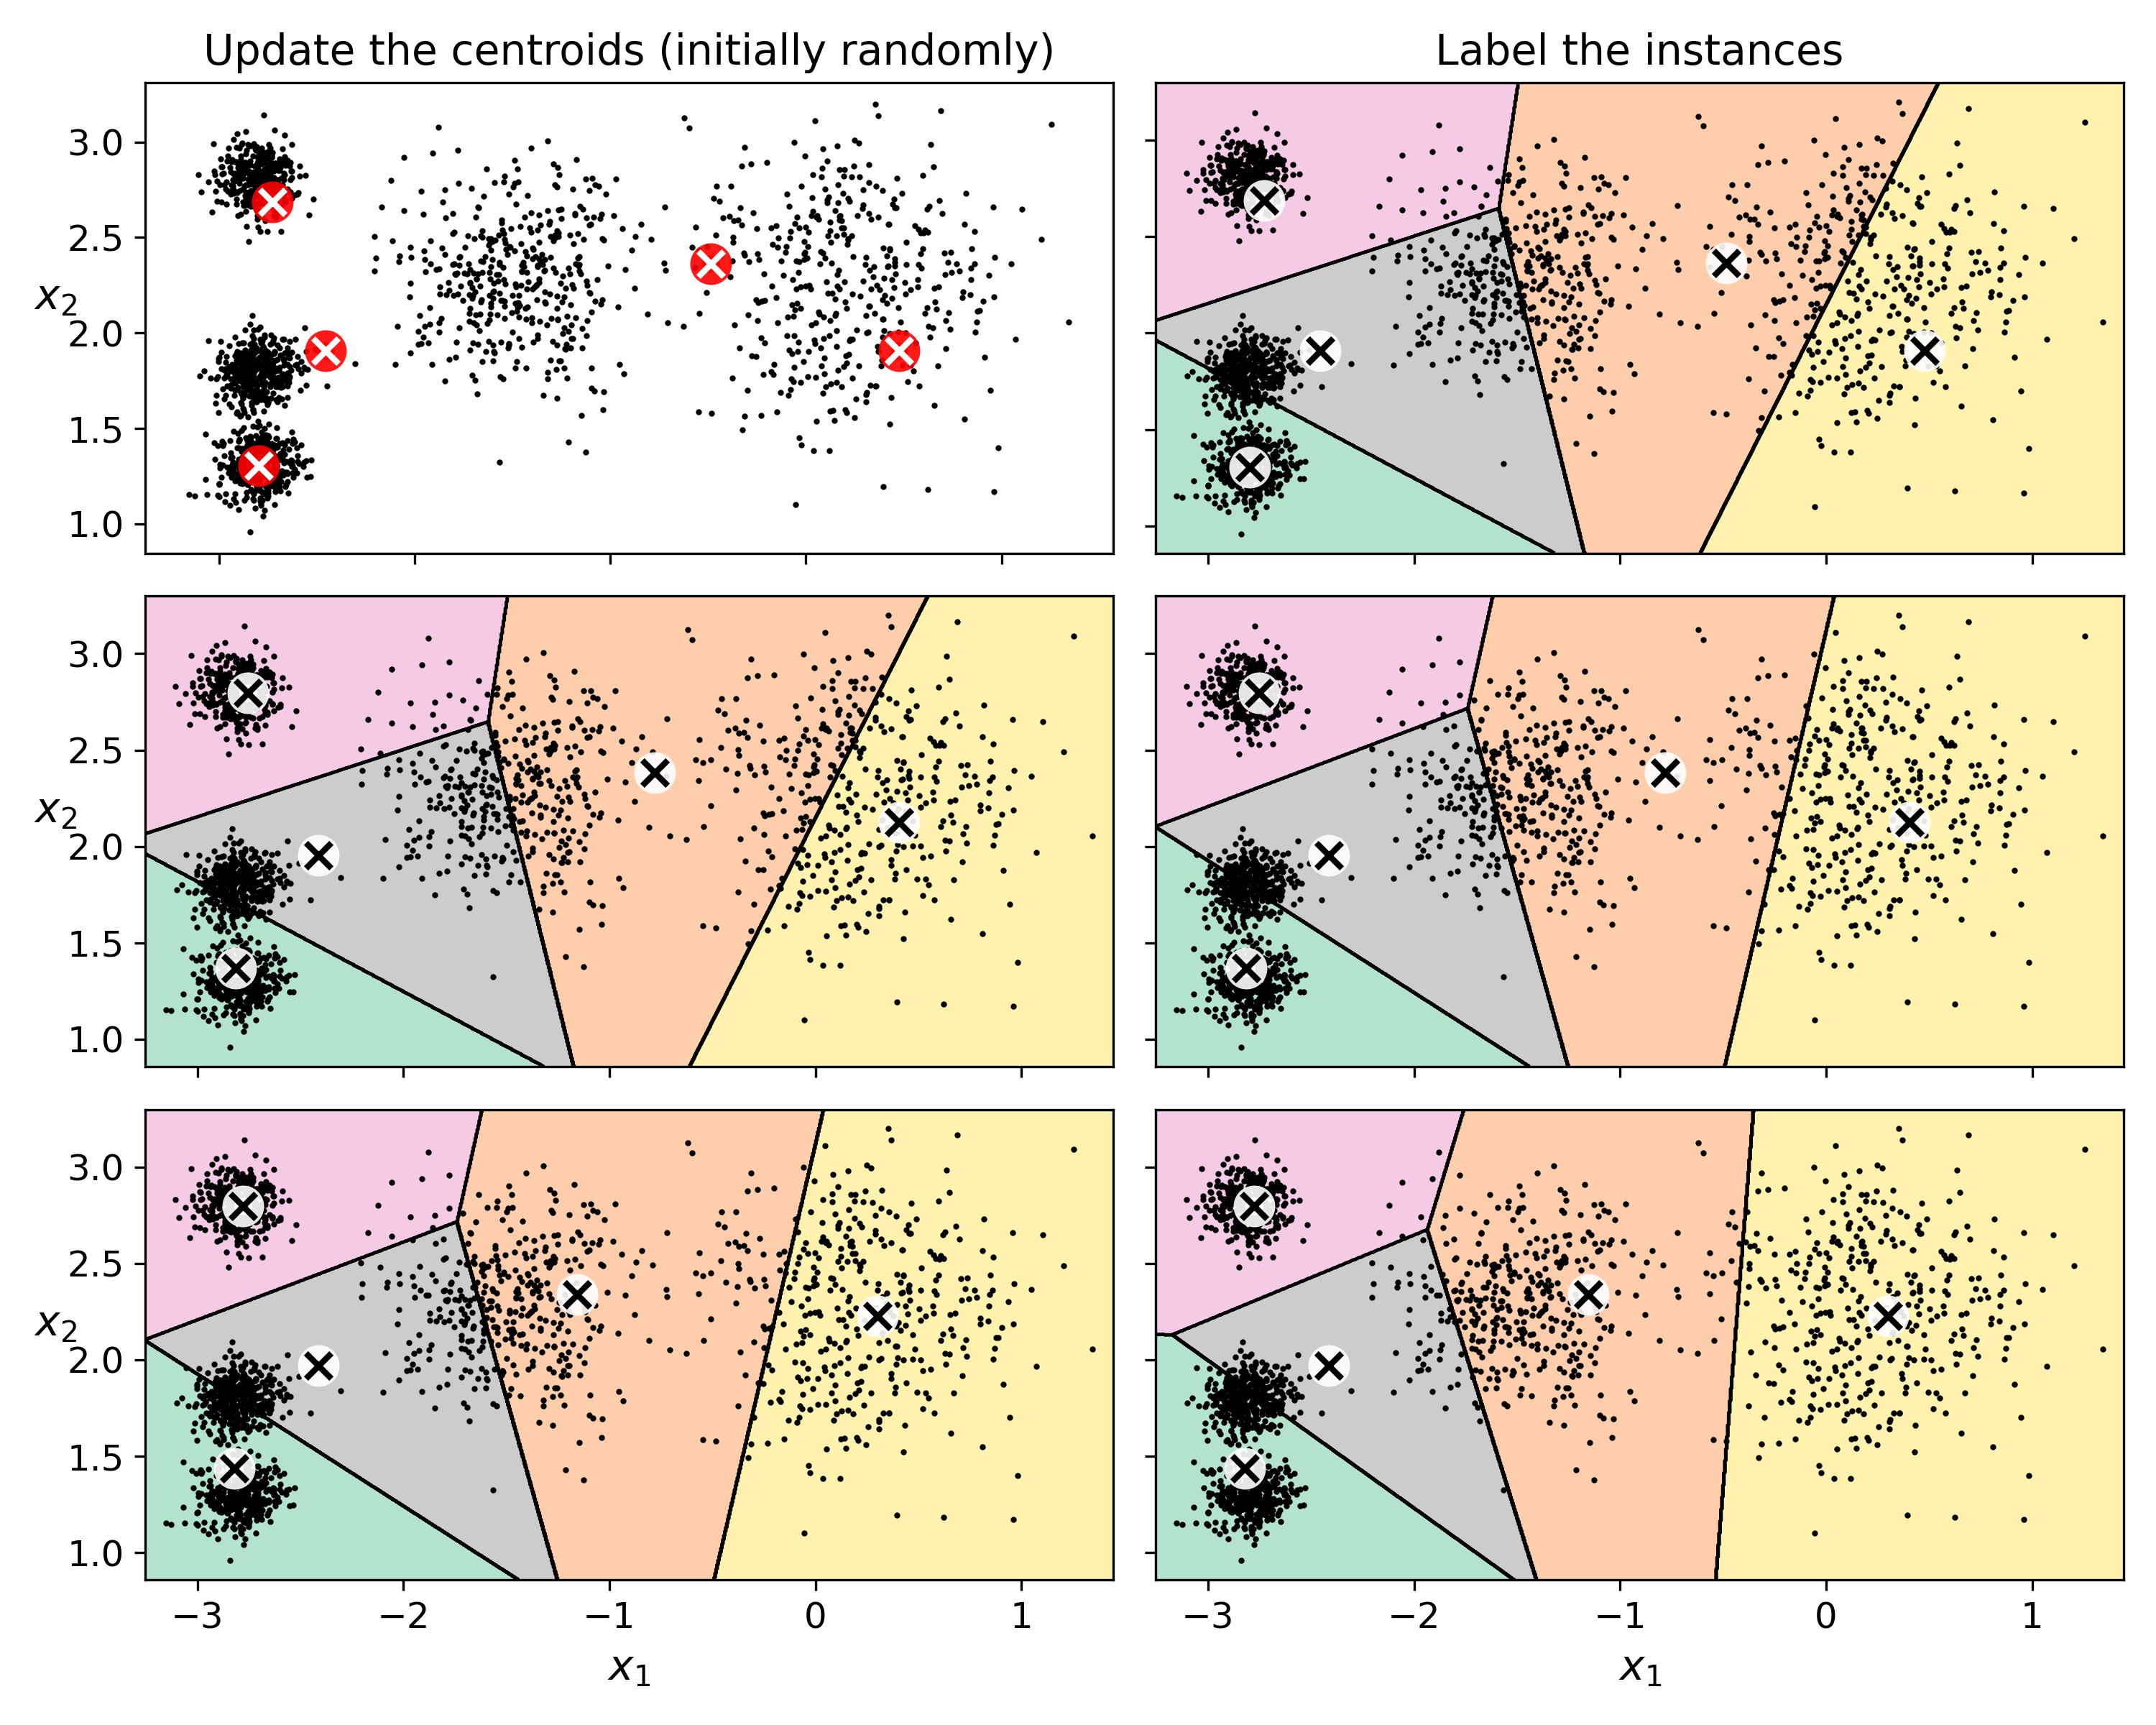 Update the centroids (initially randomly)
Label the instances
3.0
2.5
x₂
2.0
1.5
1.0
3.0
2.5
x₂
2.0
1.5
1.0
3.0
2.5
x₂
2.0
1.5
1.0
−3 −2 −1 0 1
−3 −2 −1 0 1
x₁
x₁